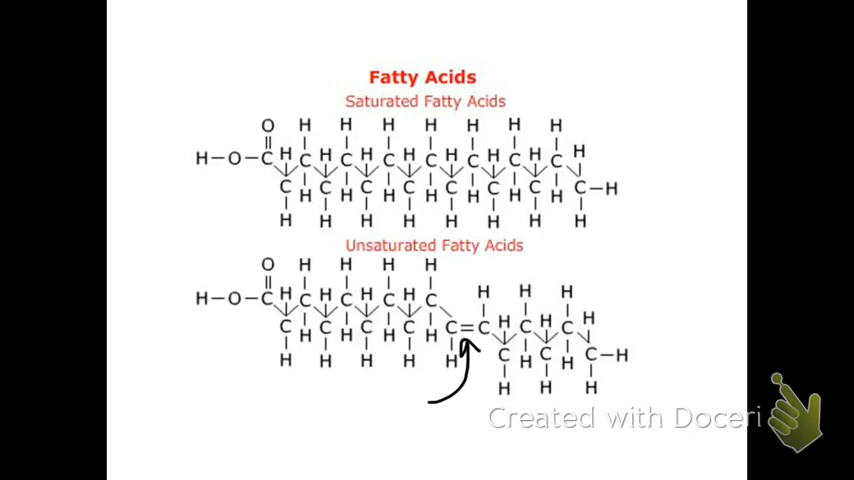 Fatty Acids
Saturated Fatty Acids
O H H H H H H H
H–O–C H C H C H C H C H C H C H C H
C H C H C H C H C H C H C H C–H
H H H H H H H H
Unsaturated Fatty Acids
O H H H H
H–O–C H C H C H C H C H H H
C H C H C H C H C=C H C H C H
H H H H H C H C H C–H
H H H
Created with Doceri